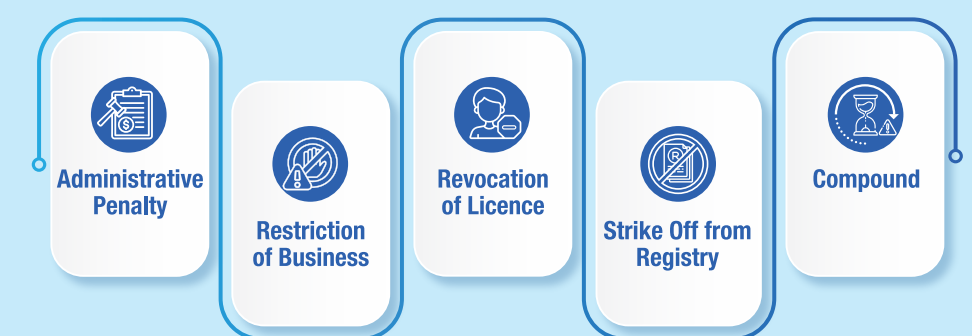 Administrative
Penalty
Restriction
of Business
Revocation
of Licence
Strike Off from
Registry
Compound